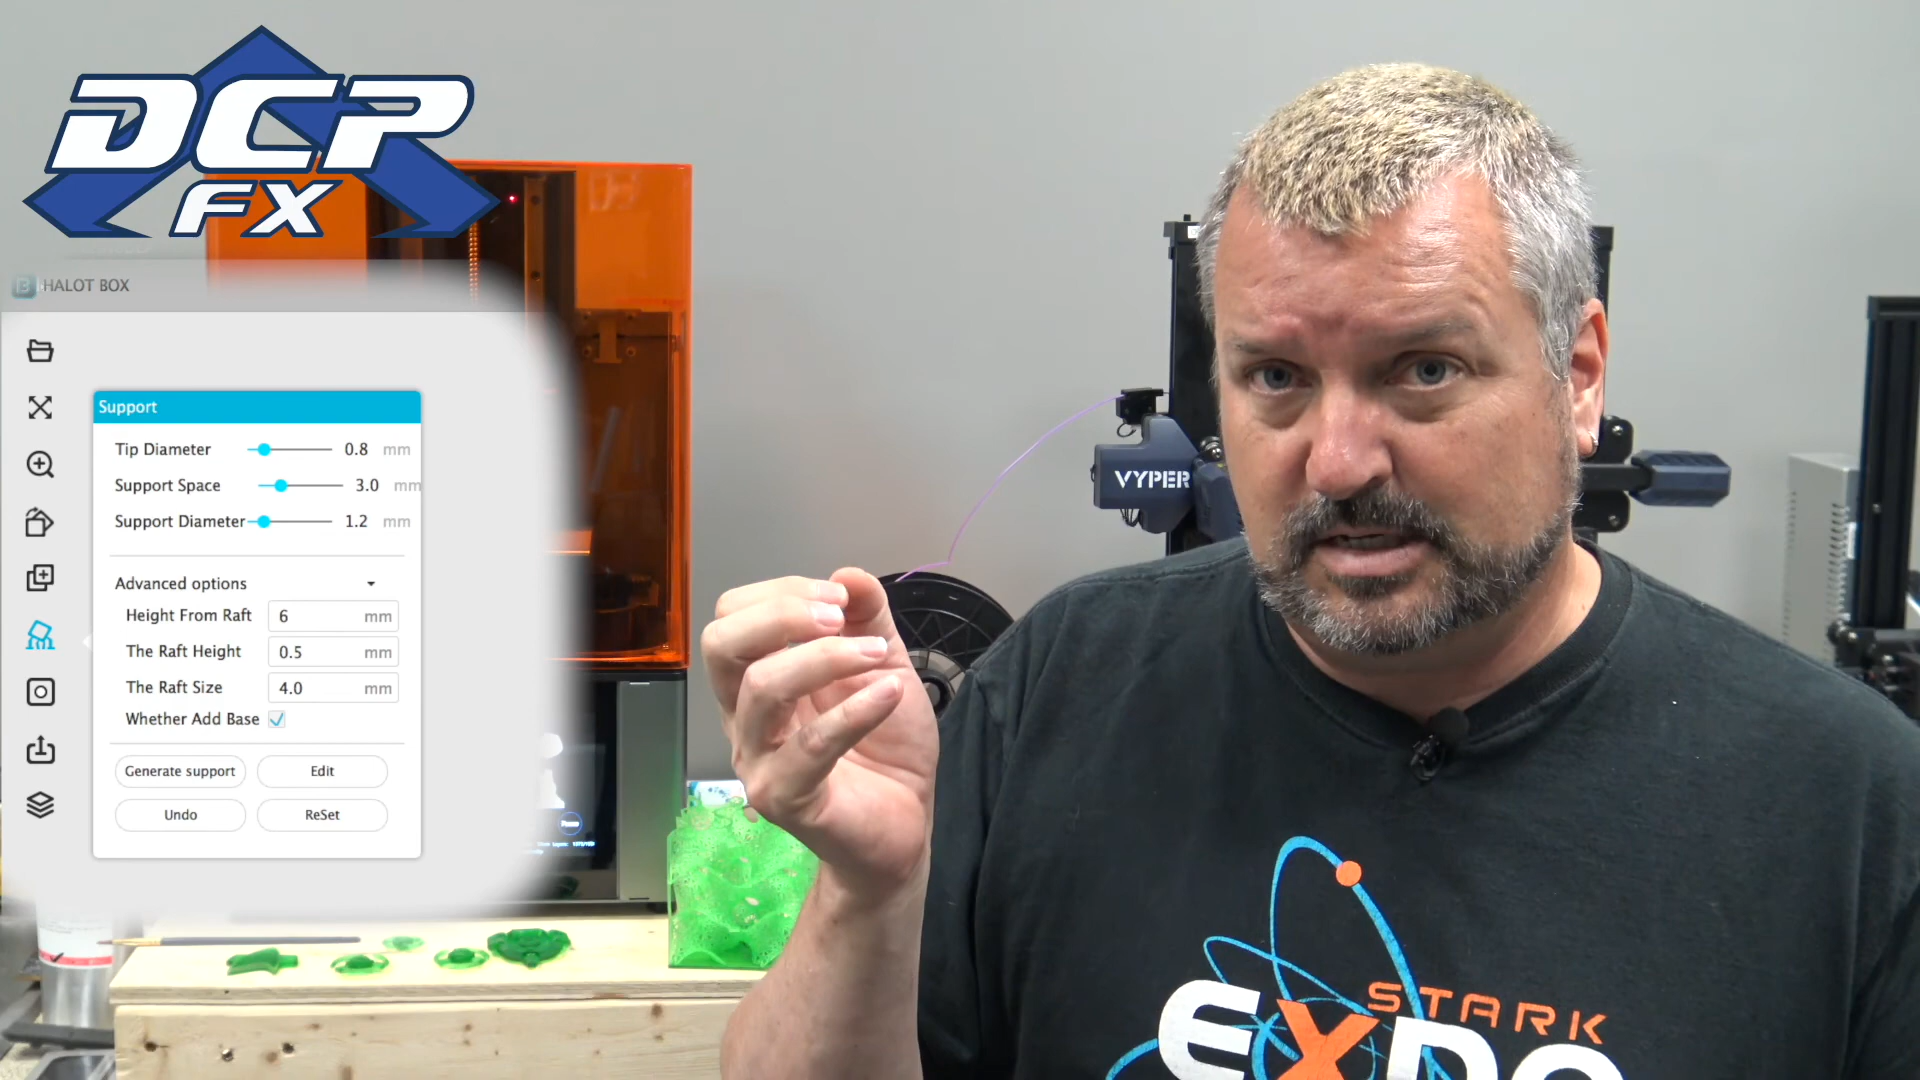 DCP
FX
HALOT BOX
Support
Tip Diameter 0.8 mm
Support Space 3.0 mm
Support Diameter 1.2 mm
Advanced options
Height From Raft 6 mm
The Raft Height 0.5 mm
The Raft Size 4.0 mm
Whether Add Base
Generate support Edit
Undo ReSet
VYPER
STARK
EXPO